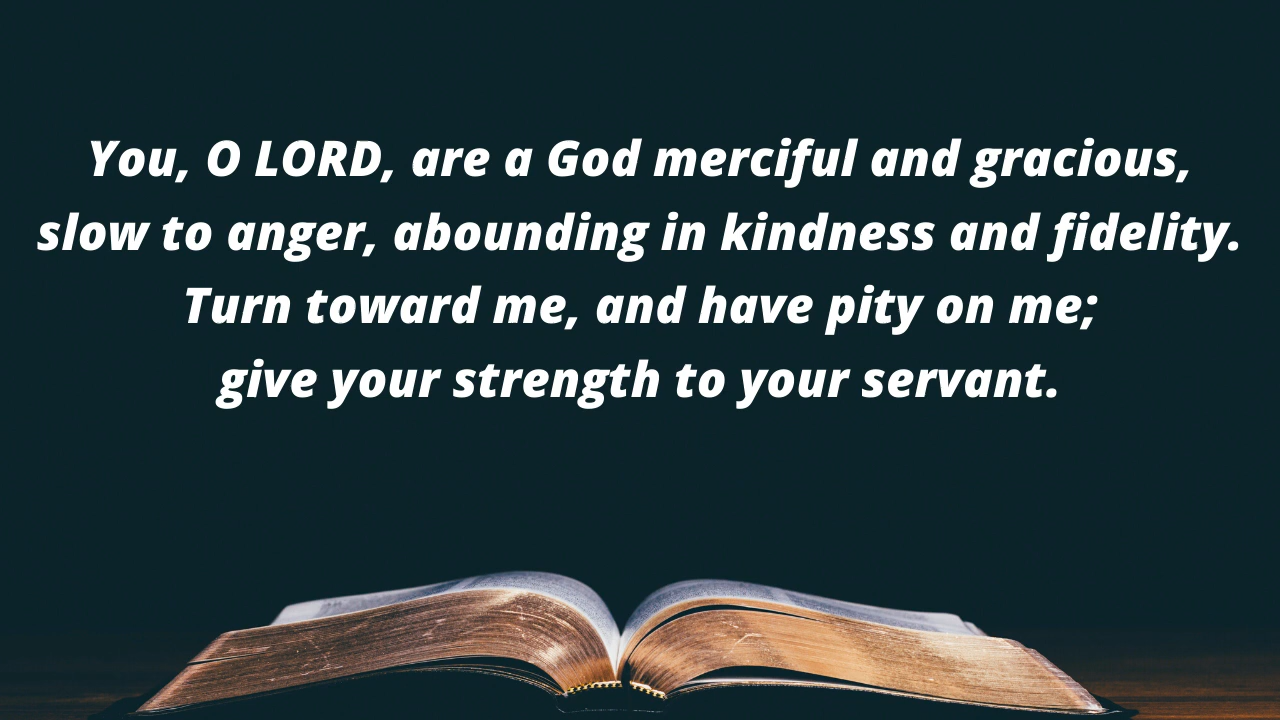 You, O LORD, are a God merciful and gracious,
slow to anger, abounding in kindness and fidelity.
Turn toward me, and have pity on me;
give your strength to your servant.